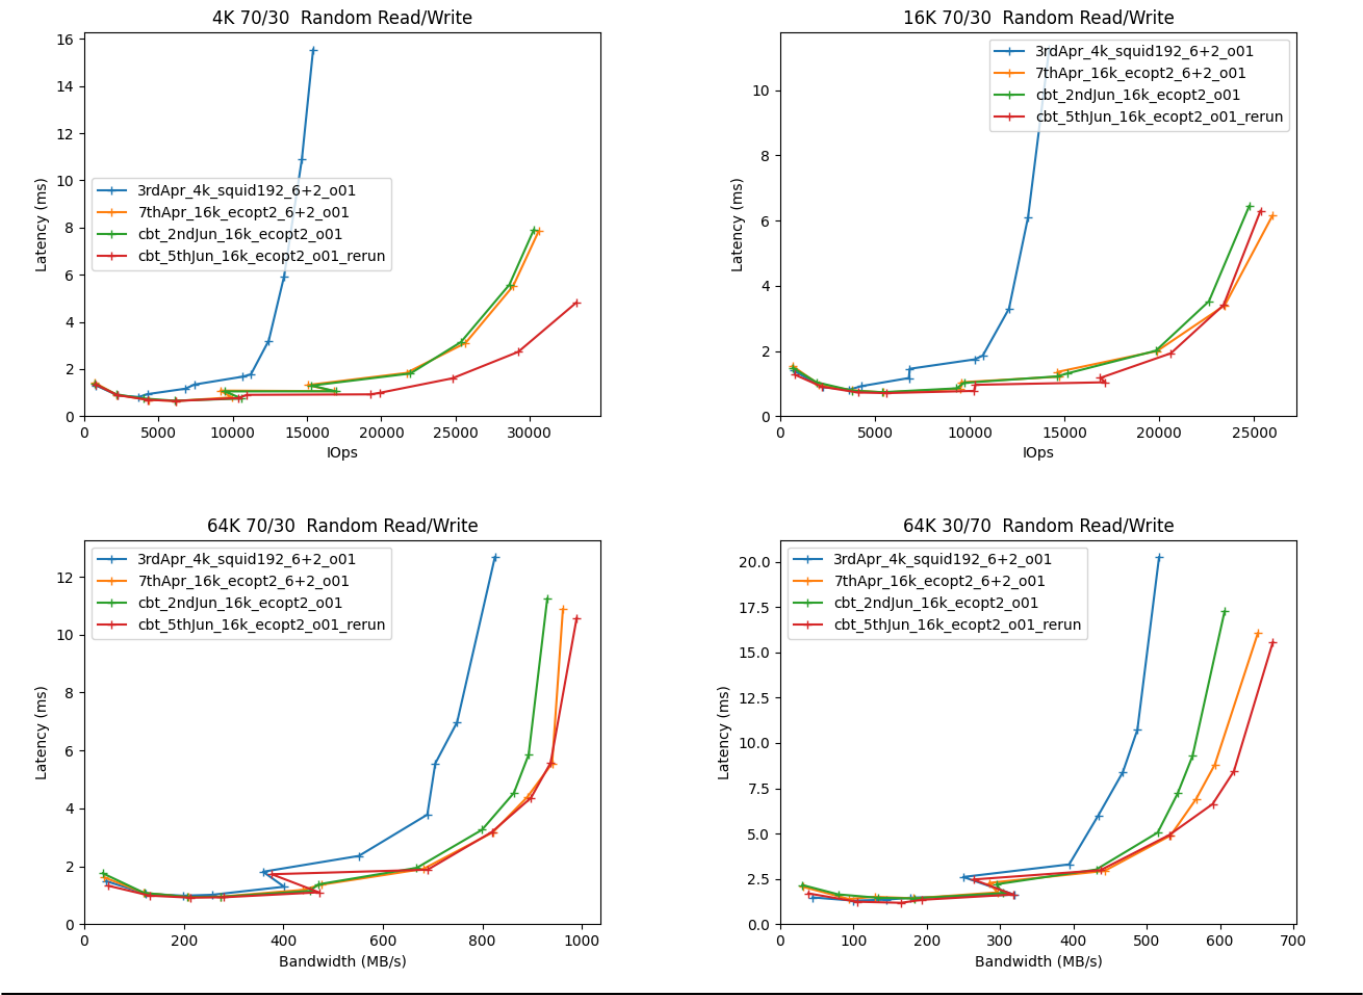 4K 70/30  Random Read/Write
16
14
12
10
8
6
4
2
0
Latency (ms)
3rdApr_4k_squid192_6+2_o01
7thApr_16k_ecopt2_6+2_o01
cbt_2ndJun_16k_ecopt2_o01
cbt_5thJun_16k_ecopt2_o01_rerun
0 5000 10000 15000 20000 25000 30000
IOps
16K 70/30  Random Read/Write
10
8
6
4
2
0
Latency (ms)
3rdApr_4k_squid192_6+2_o01
7thApr_16k_ecopt2_6+2_o01
cbt_2ndJun_16k_ecopt2_o01
cbt_5thJun_16k_ecopt2_o01_rerun
0 5000 10000 15000 20000 25000
IOps
64K 70/30  Random Read/Write
12
10
8
6
4
2
0
Latency (ms)
3rdApr_4k_squid192_6+2_o01
7thApr_16k_ecopt2_6+2_o01
cbt_2ndJun_16k_ecopt2_o01
cbt_5thJun_16k_ecopt2_o01_rerun
0 200 400 600 800 1000
Bandwidth (MB/s)
64K 30/70  Random Read/Write
20.0
17.5
15.0
12.5
10.0
7.5
5.0
2.5
0.0
Latency (ms)
3rdApr_4k_squid192_6+2_o01
7thApr_16k_ecopt2_6+2_o01
cbt_2ndJun_16k_ecopt2_o01
cbt_5thJun_16k_ecopt2_o01_rerun
0 100 200 300 400 500 600 700
Bandwidth (MB/s)